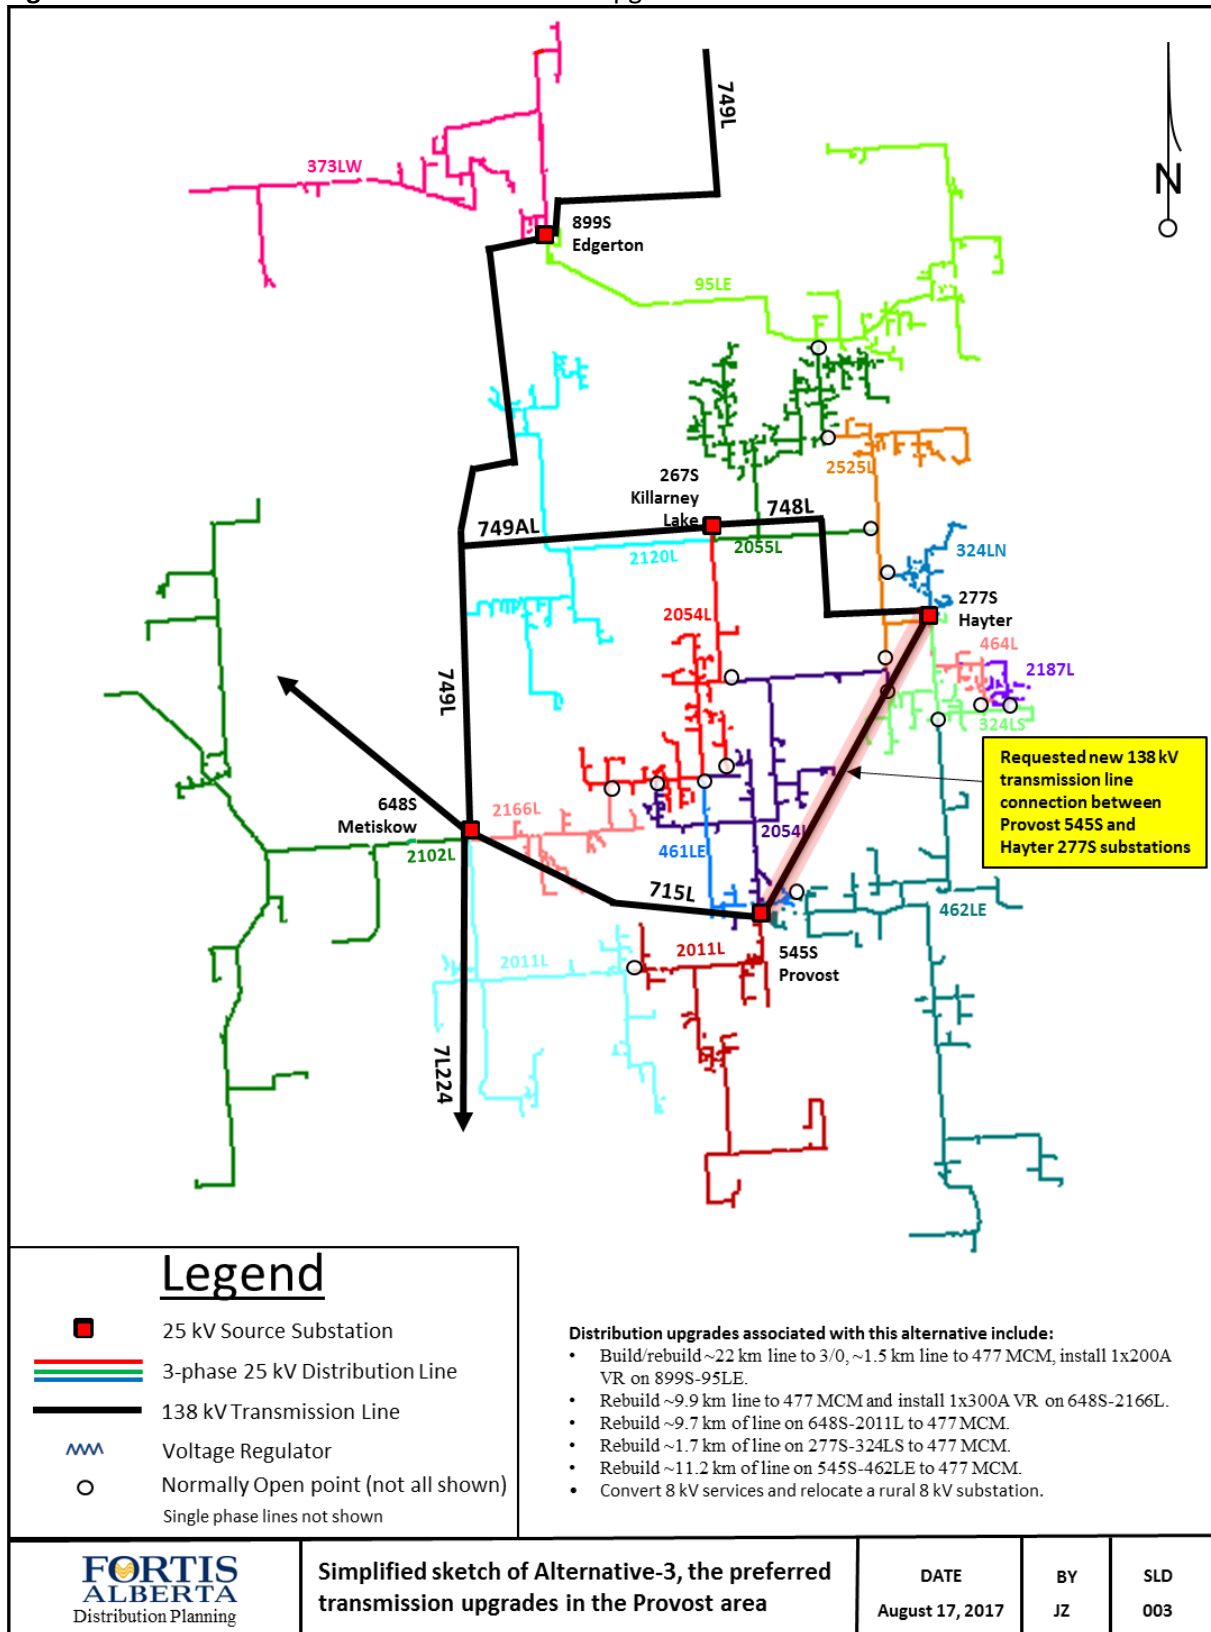 749L
373LW
N
899S
Edgerton
95LE
2525L
267S
Killarney
Lake
748L
749AL
2120L
2055L
324LN
277S
Hayter
2054L
464L
2187L
324LS
749L
Requested new 138 kV
transmission line
connection between
Provost 545S and
Hayter 277S substations
648S
Metiskow
2166L
2102L
461LE
2054L
715L
462LE
2011L
2011L
545S
Provost
7L224
Legend
25 kV Source Substation
3-phase 25 kV Distribution Line
138 kV Transmission Line
Voltage Regulator
Normally Open point (not all shown)
Single phase lines not shown
Distribution upgrades associated with this alternative include:
• Build/rebuild ~22 km line to 3/0, ~1.5 km line to 477 MCM, install 1x200A
VR on 899S-95LE.
• Rebuild ~9.9 km line to 477 MCM and install 1x300A VR on 648S-2166L.
• Rebuild ~9.7 km of line on 648S-2011L to 477 MCM.
• Rebuild ~1.7 km of line on 277S-324LS to 477 MCM.
• Rebuild ~11.2 km of line on 545S-462LE to 477 MCM.
• Convert 8 kV services and relocate a rural 8 kV substation.
FORTIS
ALBERTA
Distribution Planning
Simplified sketch of Alternative-3, the preferred
transmission upgrades in the Provost area
DATE
August 17, 2017
BY
JZ
SLD
003